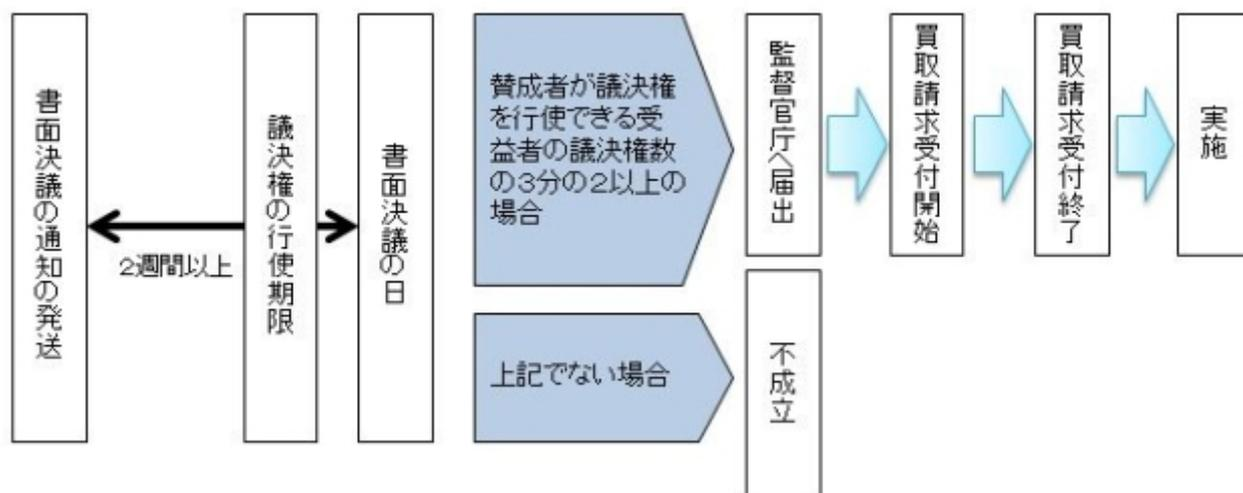 書面決議の通知の発送
2週間以上
議決権の行使期限
書面決議の日
賛成者が議決権
を行使できる受
益者の議決権数
の3分の2以上の
場合
監督官庁へ届出
買取請求受付開始
買取請求受付終了
実施
上記でない場合
不成立